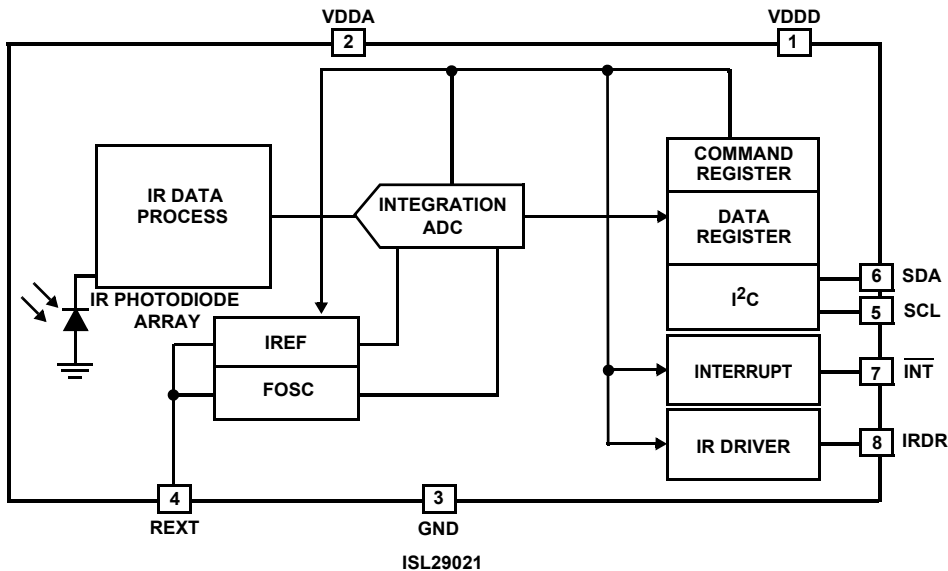 VDDA
VDDD
2
1
COMMAND
REGISTER
IR DATA
PROCESS
INTEGRATION
ADC
DATA
REGISTER
6 SDA
I²C
IR PHOTODIODE
ARRAY
5 SCL
IREF
INTERRUPT
7 INT
FOSC
IR DRIVER
8 IRDR
4
3
REXT
GND
ISL29021